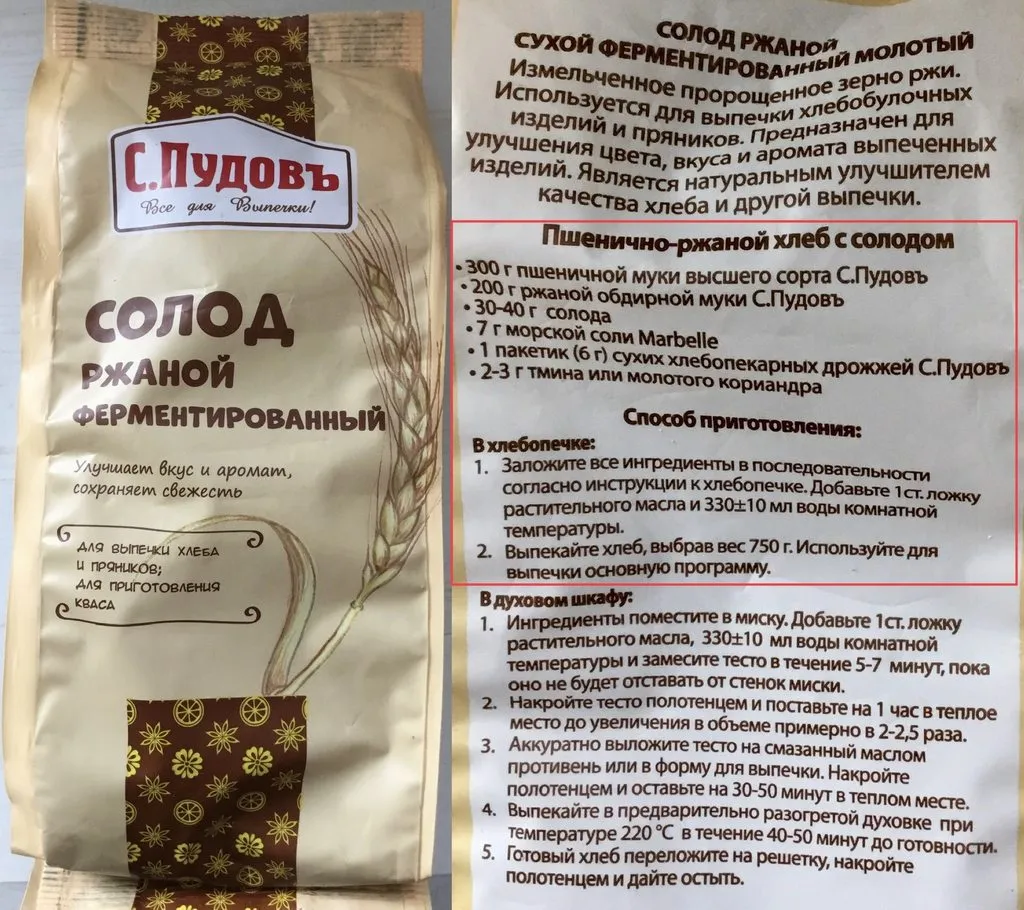 С.Пудовъ
Все для Выпечки!
СОЛОД
РЖАНОЙ
ФЕРМЕНТИРОВАННЫЙ
Улучшает вкус и аромат,
сохраняет свежесть
ДЛЯ ВЫПЕЧКИ ХЛЕБА
И ПРЯНИКОВ;
ДЛЯ ПРИГОТОВЛЕНИЯ
КВАСА
СОЛОД РЖАНОЙ
СУХОЙ ФЕРМЕНТИРОВАННЫЙ МОЛОТЫЙ
Измельченное пророщенное зерно ржи.
Используется для выпечки хлебобулочных
изделий и пряников. Предназначен для
улучшения цвета, вкуса и аромата выпеченных
изделий. Является натуральным улучшителем
качества хлеба и другой выпечки.
Пшенично-ржаной хлеб с солодом
• 300 г пшеничной муки высшего сорта С.Пудовъ
• 200 г ржаной обдирной муки С.Пудовъ
• 30-40 г солода
• 7 г морской соли Marbelle
• 1 пакетик (6 г) сухих хлебопекарных дрожжей С.Пудовъ
• 2-3 г тмина или молотого кориандра
Способ приготовления:
В хлебопечке:
1. Заложите все ингредиенты в последовательности
согласно инструкции к хлебопечке. Добавьте 1ст. ложку
растительного масла и 330±10 мл воды комнатной
температуры.
2. Выпекайте хлеб, выбрав вес 750 г. Используйте для
выпечки основную программу.
В духовом шкафу:
1. Ингредиенты поместите в миску. Добавьте 1ст. ложку
растительного масла, 330±10 мл воды комнатной
температуры и замесите тесто в течение 5-7 минут, пока
оно не будет отставать от стенок миски.
2. Накройте тесто полотенцем и поставьте на 1 час в теплое
место до увеличения в объеме примерно в 2-2,5 раза.
3. Аккуратно выложите тесто на смазанный маслом
противень или в форму для выпечки. Накройте
полотенцем и оставьте на 30-50 минут в теплом месте.
4. Выпекайте в предварительно разогретой духовке при
температуре 220 °C в течение 40-50 минут до готовности.
5. Готовый хлеб переложите на решетку, накройте
полотенцем и дайте остыть.